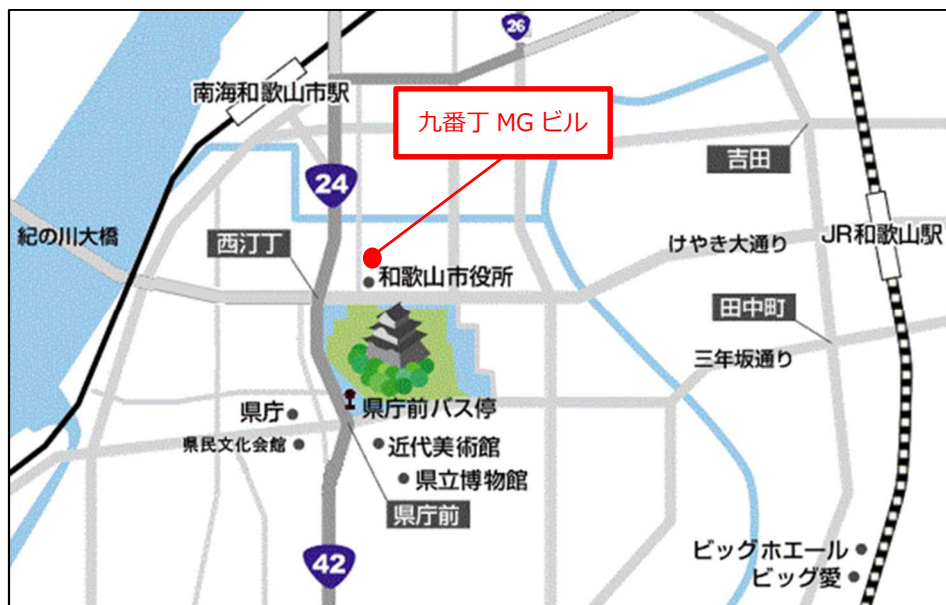 26
南海和歌山市駅
九番丁 MG ビル
吉田
24
紀の川大橋
西汀丁
けやき大通り
JR和歌山駅
和歌山市役所
田中町
三年坂通り
県庁前バス停
県庁
県民文化会館
近代美術館
県立博物館
県庁前
42
ビッグホエール
ビッグ愛